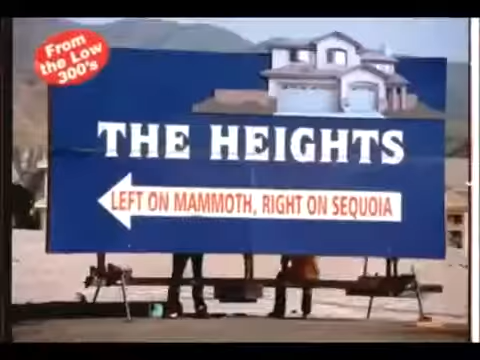 From
the Low
300's
THE HEIGHTS
LEFT ON MAMMOTH, RIGHT ON SEQUOIA